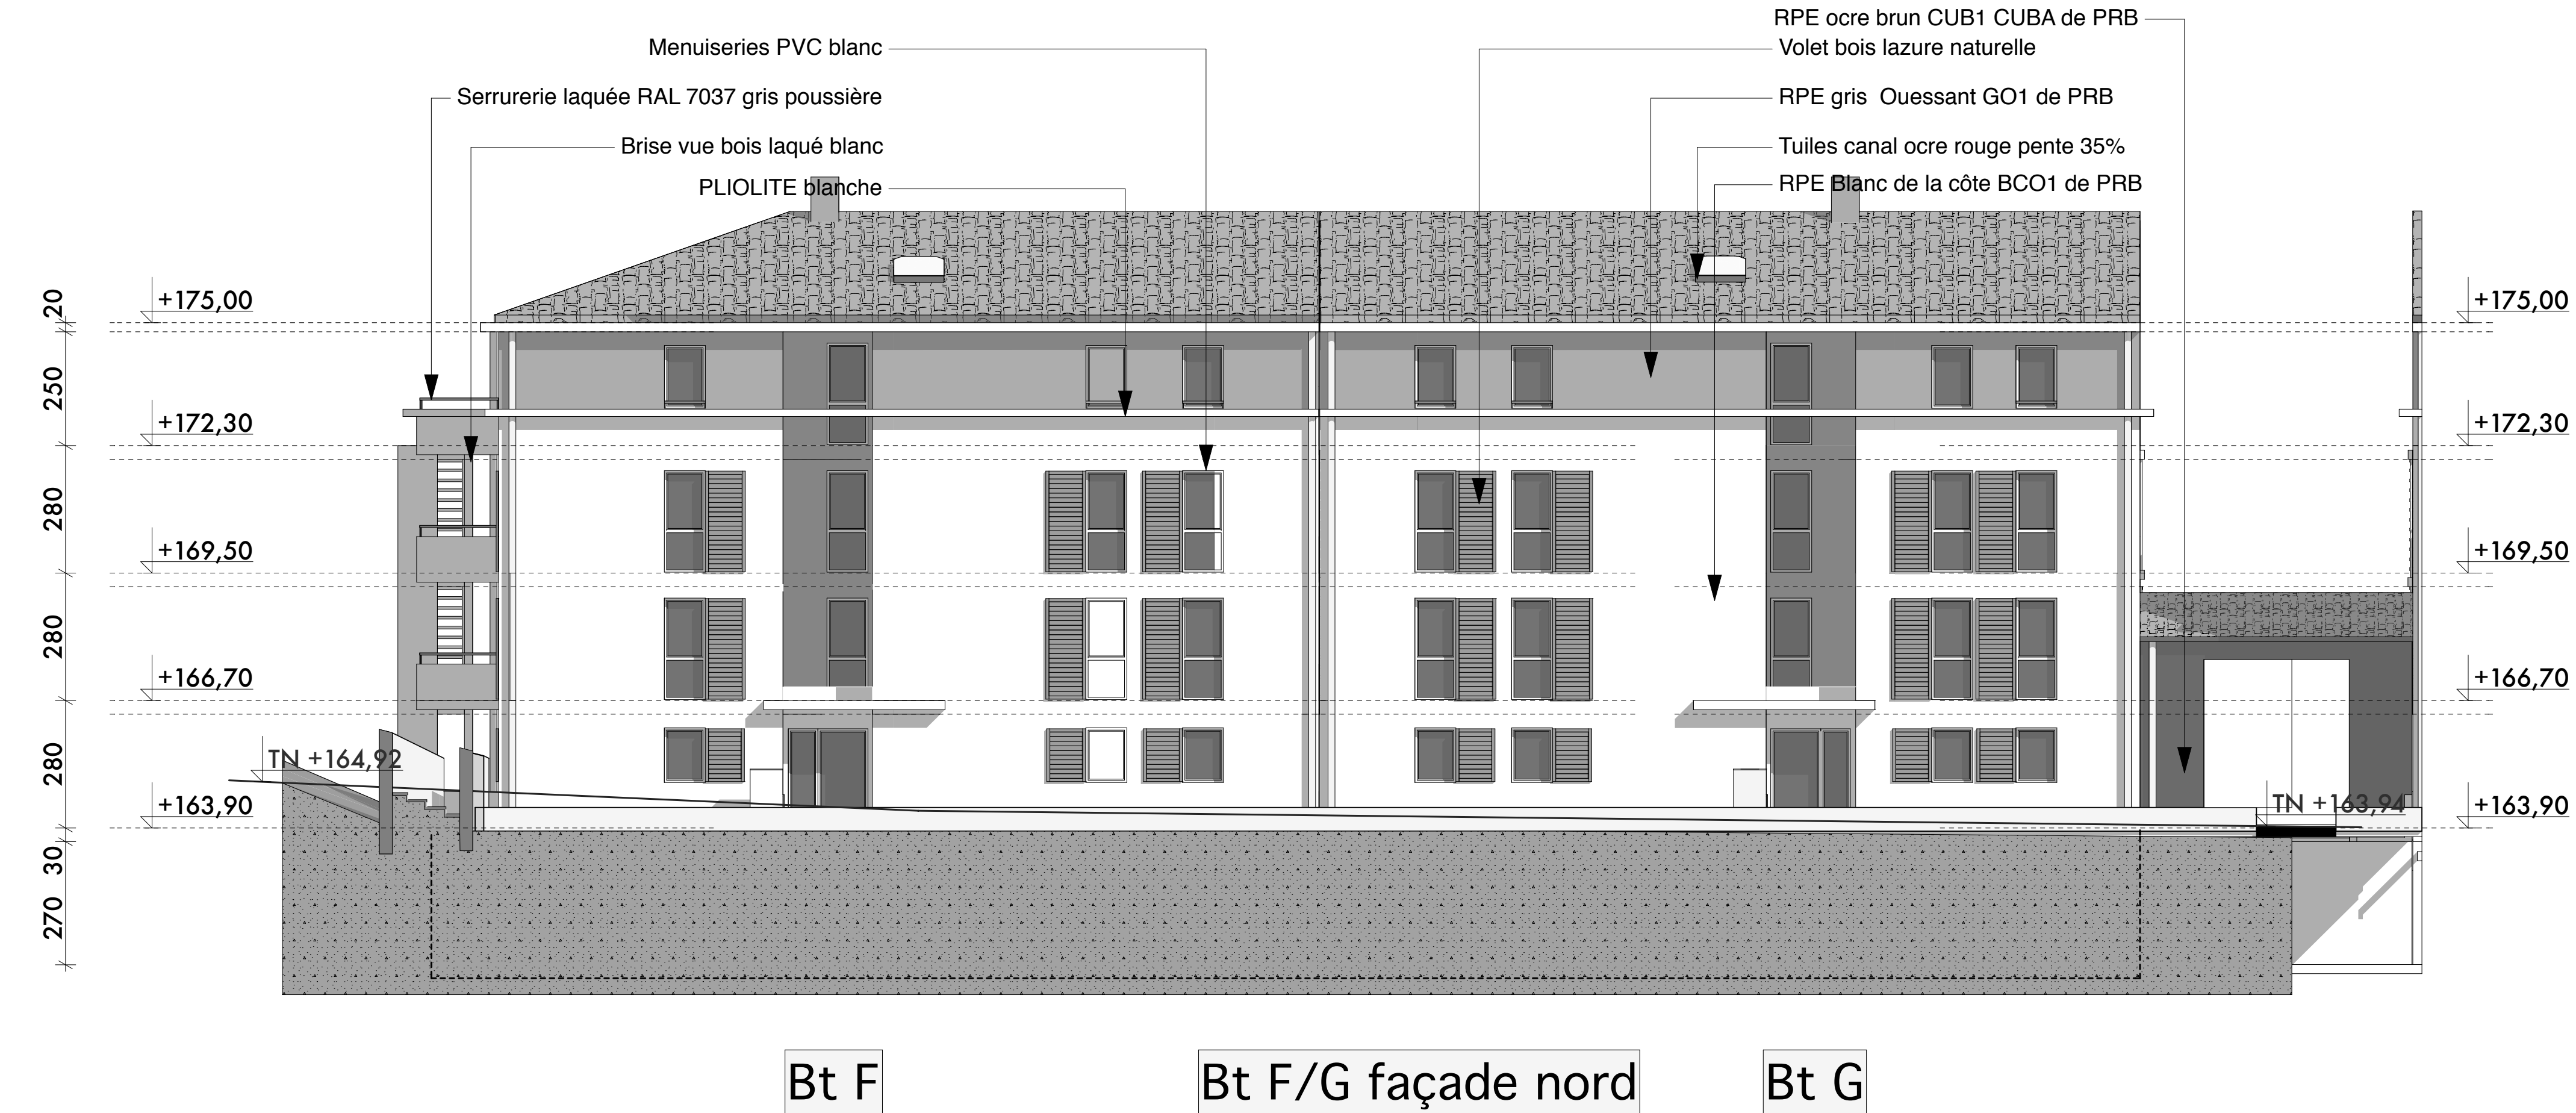 RPE ocre brun CUB1 CUBA de PRB
Menuiseries PVC blanc
Volet bois lazure naturelle
Serrurerie laquée RAL 7037 gris poussière
RPE gris  Ouessant GO1 de PRB
Brise vue bois laqué blanc
Tuiles canal ocre rouge pente 35%
PLIOLITE blanche
RPE Blanc de la côte BCO1 de PRB
20
+175,00
+175,00
250
+172,30
+172,30
280
+169,50
+169,50
280
+166,70
+166,70
280
TN +164,92
+163,90
TN +163,94
+163,90
30
270
Bt F
Bt F/G façade nord
Bt G